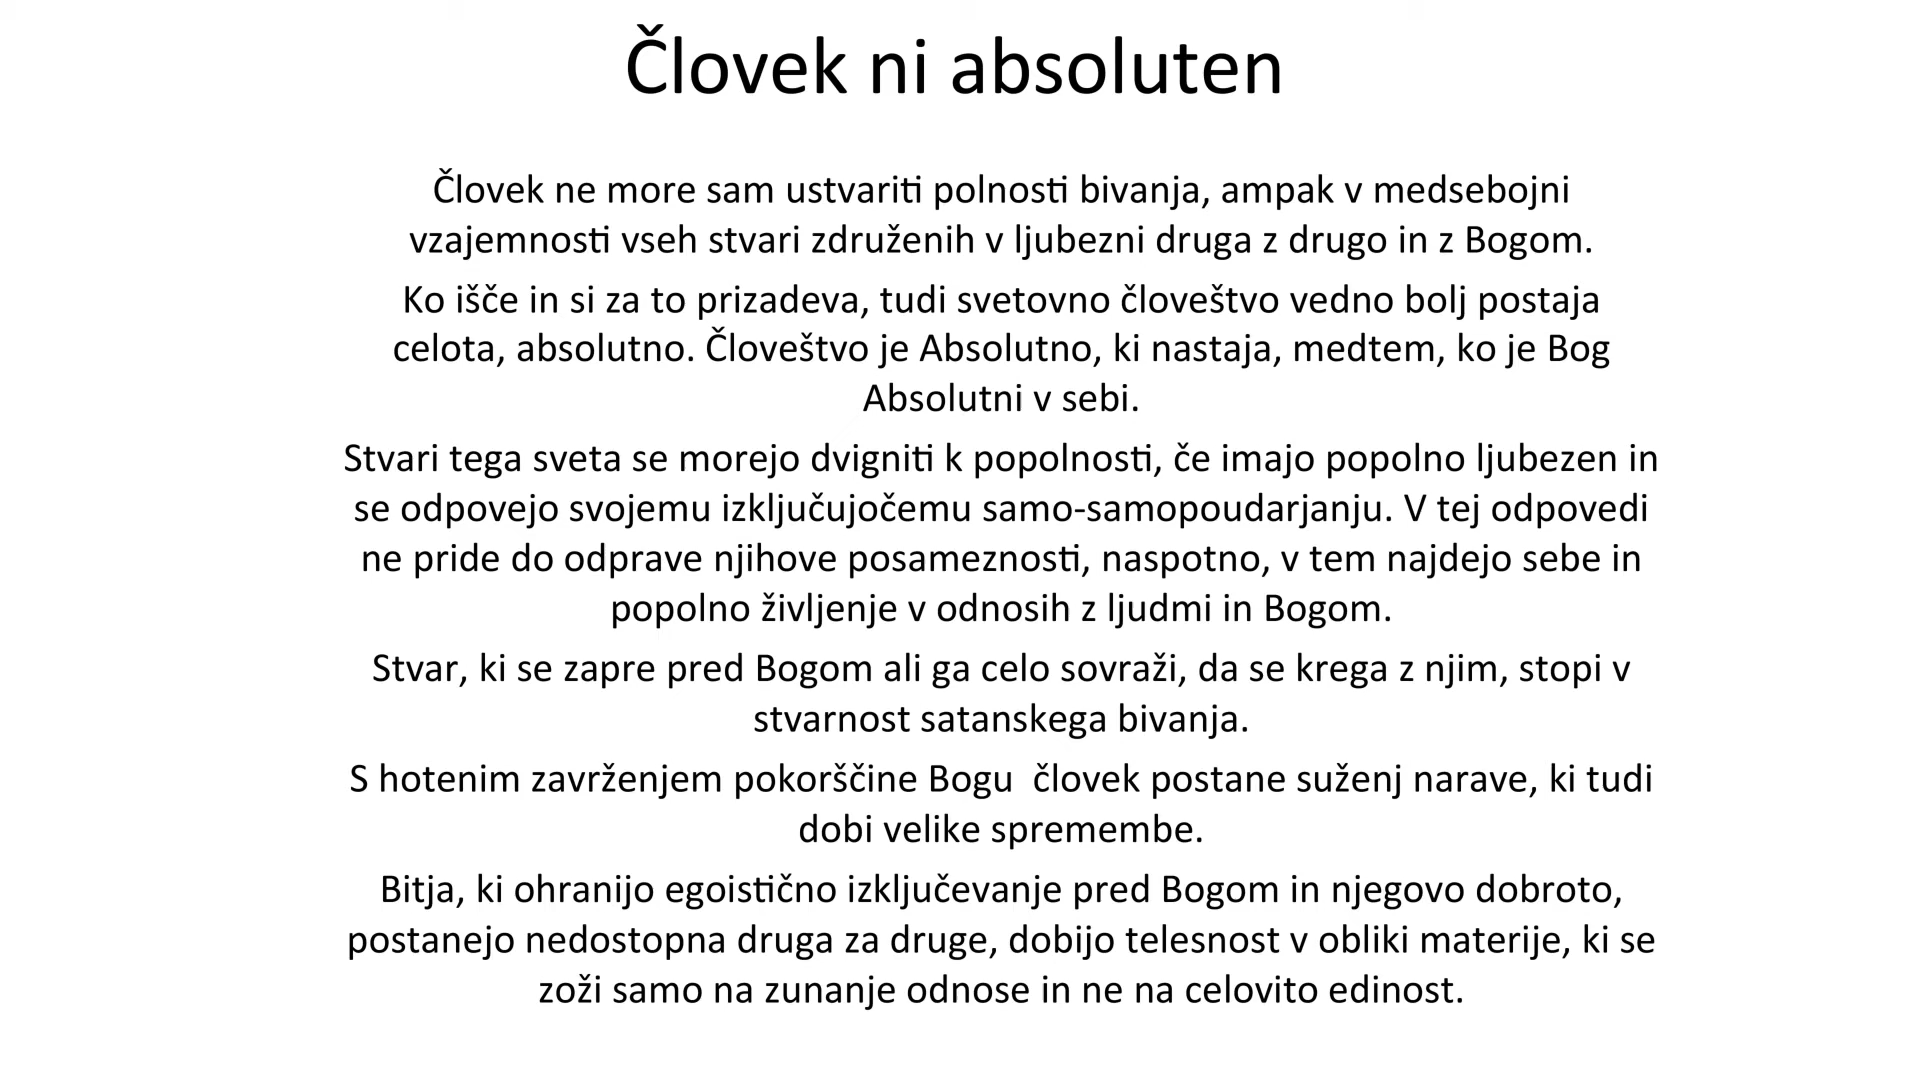 Človek ni absoluten
Človek ne more sam ustvariti polnosti bivanja, ampak v medsebojni
vzajemnosti vseh stvari združenih v ljubezni druga z drugo in z Bogom.
Ko išče in si za to prizadeva, tudi svetovno človeštvo vedno bolj postaja
celota, absolutno. Človeštvo je Absolutno, ki nastaja, medtem, ko je Bog
Absolutni v sebi.
Stvari tega sveta se morejo dvigniti k popolnosti, če imajo popolno ljubezen in
se odpovejo svojemu izključujočemu samo-samopoudarjanju. V tej odpovedi
ne pride do odprave njihove posameznosti, naspotno, v tem najdejo sebe in
popolno življenje v odnosih z ljudmi in Bogom.
Stvar, ki se zapre pred Bogom ali ga celo sovraži, da se krega z njim, stopi v
stvarnost satanskega bivanja.
S hotenim zavrženjem pokorščine Bogu  človek postane suženj narave, ki tudi
dobi velike spremembe.
Bitja, ki ohranijo egoistično izključevanje pred Bogom in njegovo dobroto,
postanejo nedostopna druga za druge, dobijo telesnost v obliki materije, ki se
zoži samo na zunanje odnose in ne na celovito edinost.